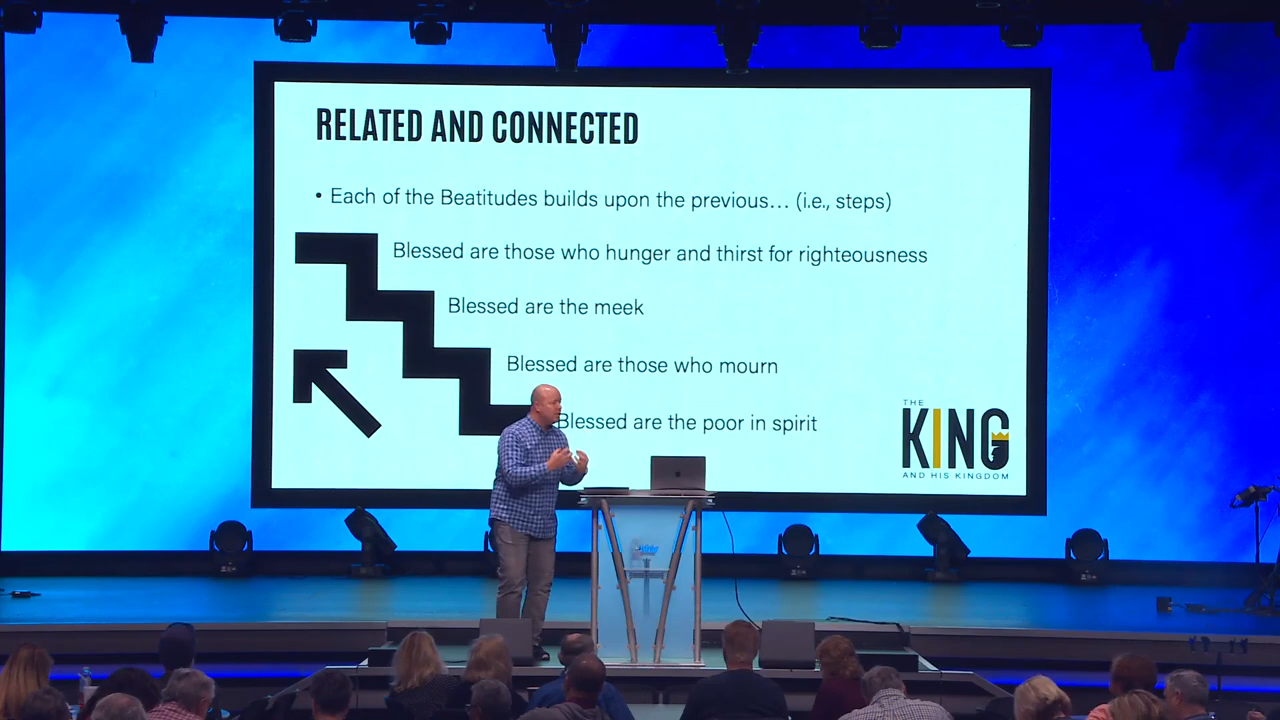 RELATED AND CONNECTED
• Each of the Beatitudes builds upon the previous... (i.e., steps)
Blessed are those who hunger and thirst for righteousness
Blessed are the meek
Blessed are those who mourn
Blessed are the poor in spirit
THE
KING
AND HIS KINGDOM